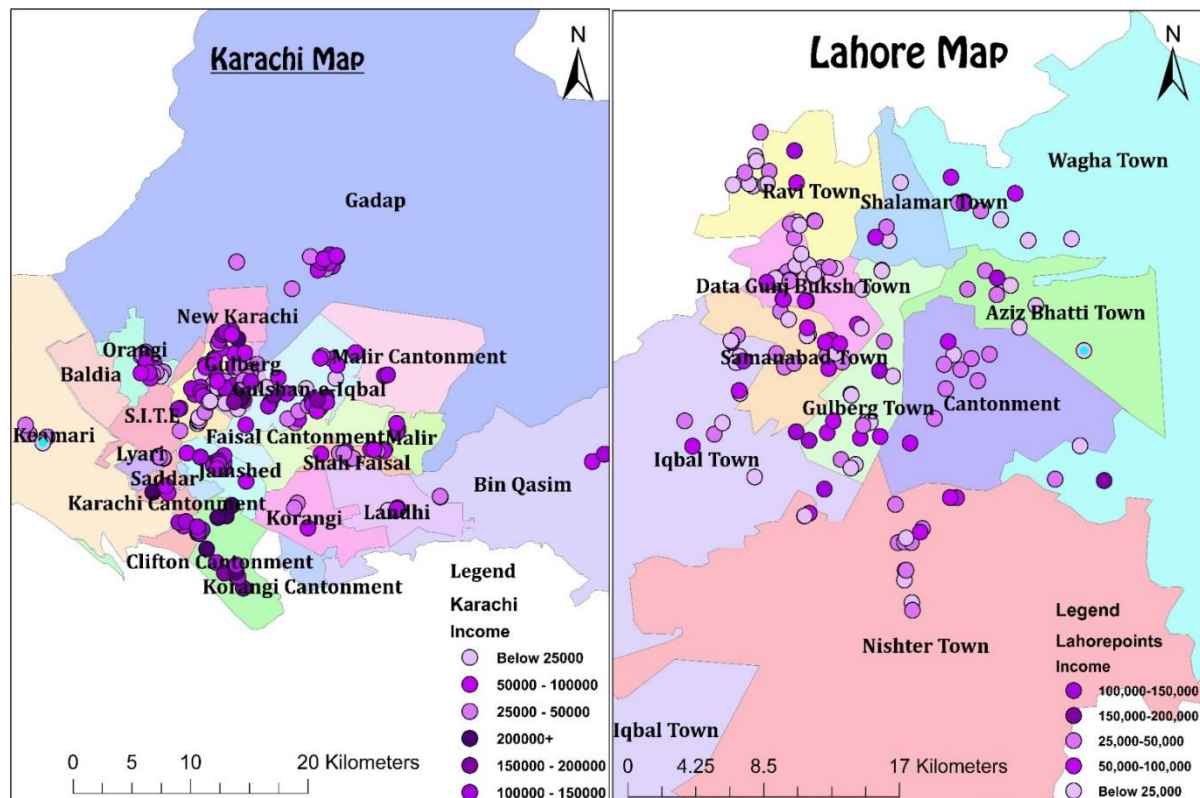 Karachi Map
N
Gadap
New Karachi
Orangi
Gulberg
Malir Cantonment
Baldia
Gulshan-e-Iqbal
S.I.T.E
Keamari
Faisal Cantonment
Malir
Lyari
Shah Faisal
Saddar
Jamshed
Bin Qasim
Karachi Cantonment
Korangi
Landhi
Clifton Cantonment
Korangi Cantonment
Legend
Karachi
Income
Below 25000
50000 - 100000
25000 - 50000
200000+
150000 - 200000
100000 - 150000
0 5 10 20 Kilometers
Lahore Map
N
Wagha Town
Ravi Town
Shalamar Town
Data Gunj Buksh Town
Aziz Bhatti Town
Samanabad Town
Gulberg Town
Cantonment
Iqbal Town
Nishter Town
Iqbal Town
Legend
Lahorepoints
Income
100,000-150,000
150,000-200,000
25,000-50,000
50,000-100,000
Below 25,000
0 4.25 8.5 17 Kilometers